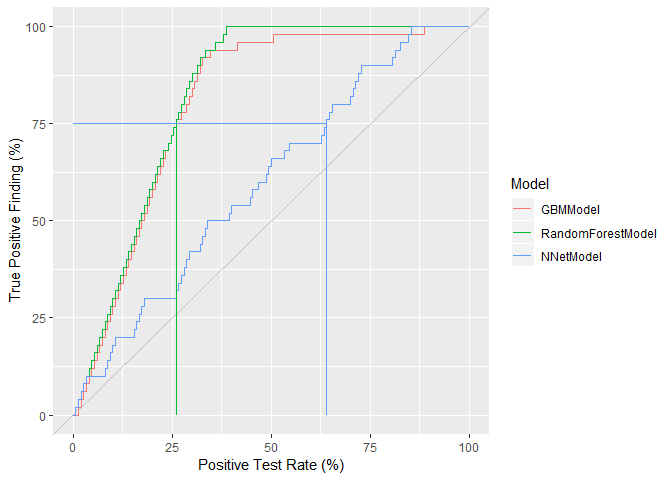 100
75
50
25
0
True Positive Finding (%)
0
25
50
75
100
Positive Test Rate (%)
Model
GBMModel
RandomForestModel
NNetModel